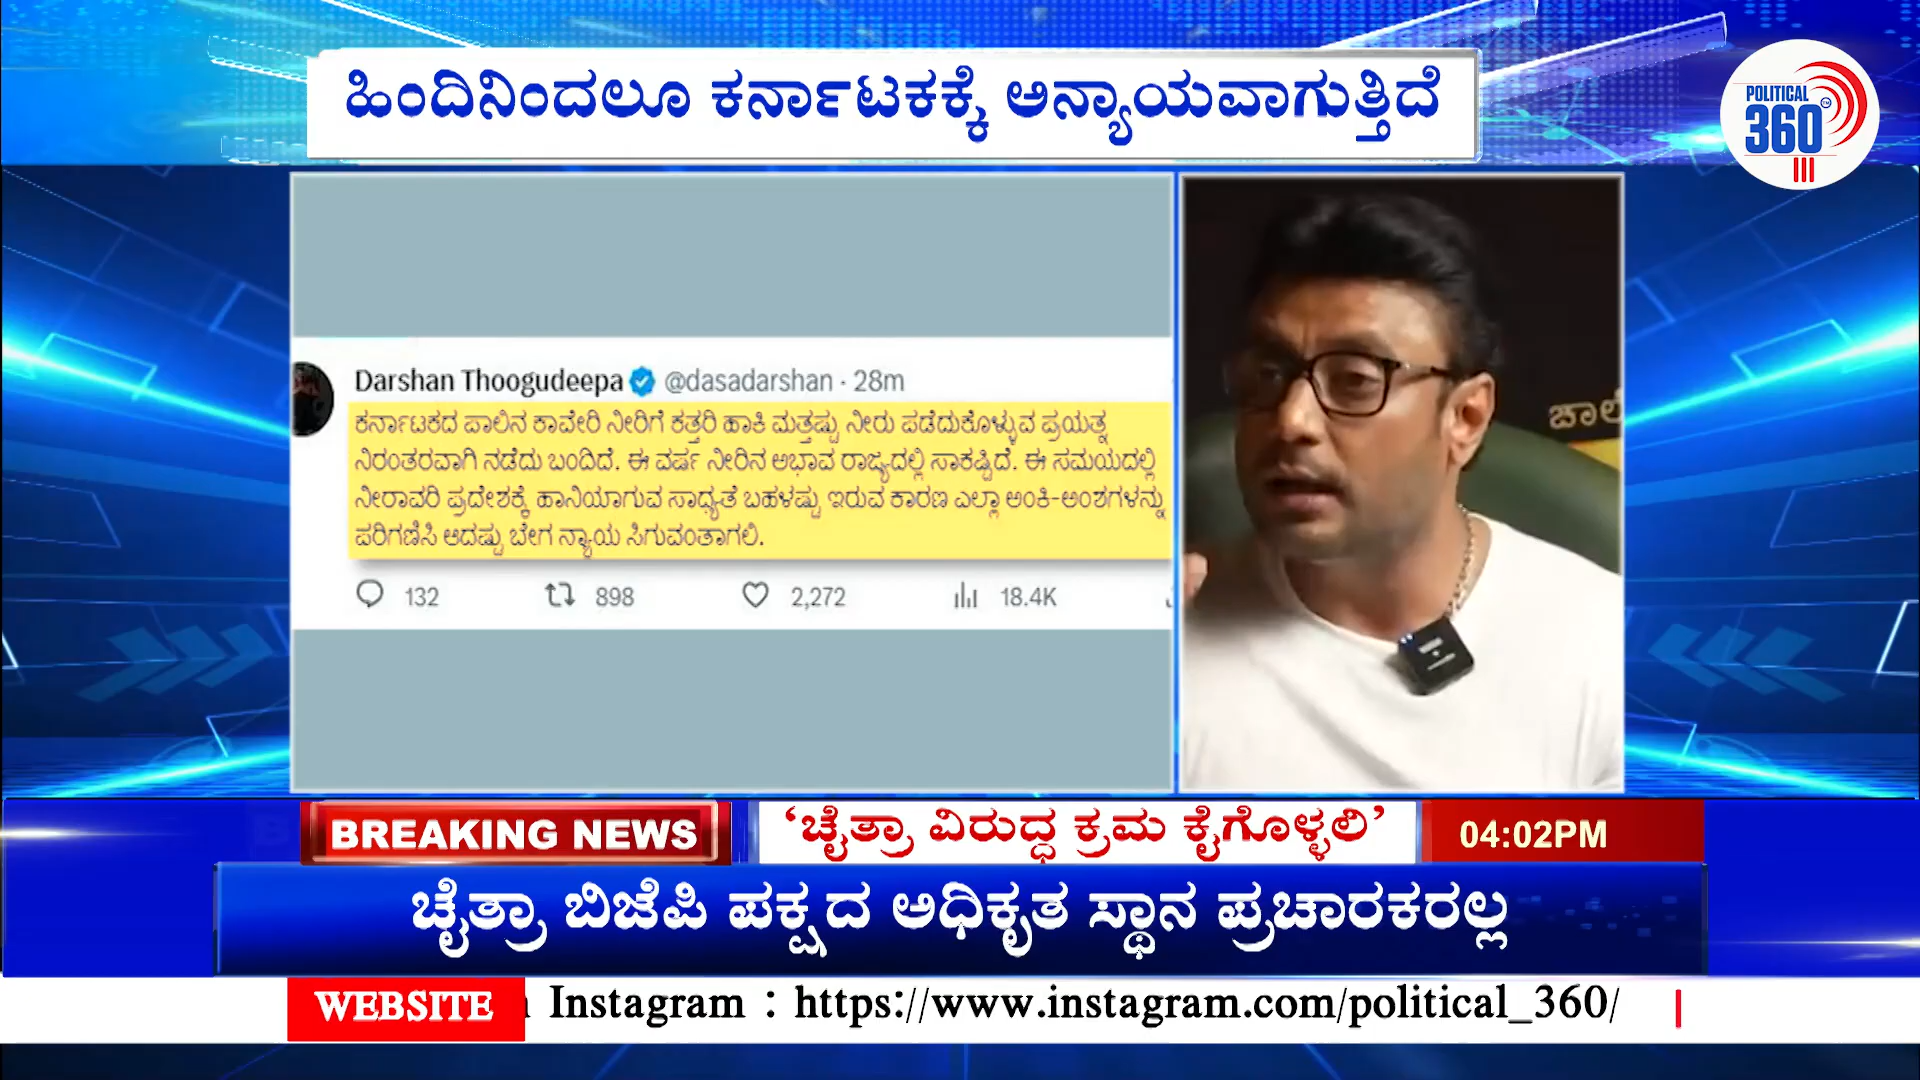 ಹಿಂದಿನಿಂದಲೂ ಕರ್ನಾಟಕಕ್ಕೆ ಅನ್ಯಾಯವಾಗುತ್ತಿದೆ
POLITICAL
360
Darshan Thoogudeepa @dasadarshan · 28m
ಕರ್ನಾಟಕದ ಪಾಲಿನ ಕಾವೇರಿ ನೀರಿಗೆ ಕತ್ತರಿ ಹಾಕಿ ಮತ್ತಷ್ಟು ನೀರು ಪಡೆದುಕೊಳ್ಳುವ ಪ್ರಯತ್ನ
ನಿರಂತರವಾಗಿ ನಡೆದು ಬಂದಿದೆ. ಈ ವರ್ಷ ನೀರಿನ ಅಭಾವ ರಾಜ್ಯದಲ್ಲಿ ಸಾಕಷ್ಟಿದೆ. ಈ ಸಮಯದಲ್ಲಿ
ನೀರಾವರಿ ಪ್ರದೇಶಕ್ಕೆ ಹಾನಿಯಾಗುವ ಸಾಧ್ಯತೆ ಬಹಳಷ್ಟು ಇರುವ ಕಾರಣ ಎಲ್ಲಾ ಅಂಕಿ-ಅಂಶಗಳನ್ನು
ಪರಿಗಣಿಸಿ ಆದಷ್ಟು ಬೇಗ ನ್ಯಾಯ ಸಿಗುವಂತಾಗಲಿ.
132 898 2,272 18.4K
BREAKING NEWS
‘ಚೈತ್ರಾ ವಿರುದ್ಧ ಕ್ರಮ ಕೈಗೊಳ್ಳಲಿ’
04:02PM
ಚೈತ್ರಾ ಬಿಜೆಪಿ ಪಕ್ಷದ ಅಧಿಕೃತ ಸ್ಥಾನ ಪ್ರಚಾರಕರಲ್ಲ
WEBSITE
Instagram : https://www.instagram.com/political_360/ |